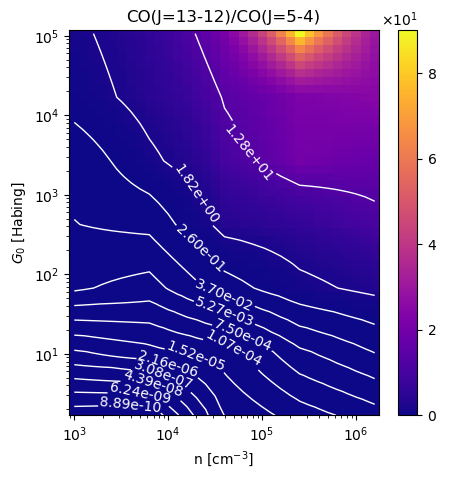 CO(J=13-12)/CO(J=5-4)
×10¹
10⁵
10⁴
10³
10²
10¹
G₀ [Habing]
1.28e+01
1.82e+00
2.60e-01
3.70e-02
5.27e-03
7.50e-04
1.07e-04
1.52e-05
2.16e-06
3.08e-07
4.39e-08
6.24e-09
8.89e-10
8
6
4
2
0
10³ 10⁴ 10⁵ 10⁶
n [cm⁻³]